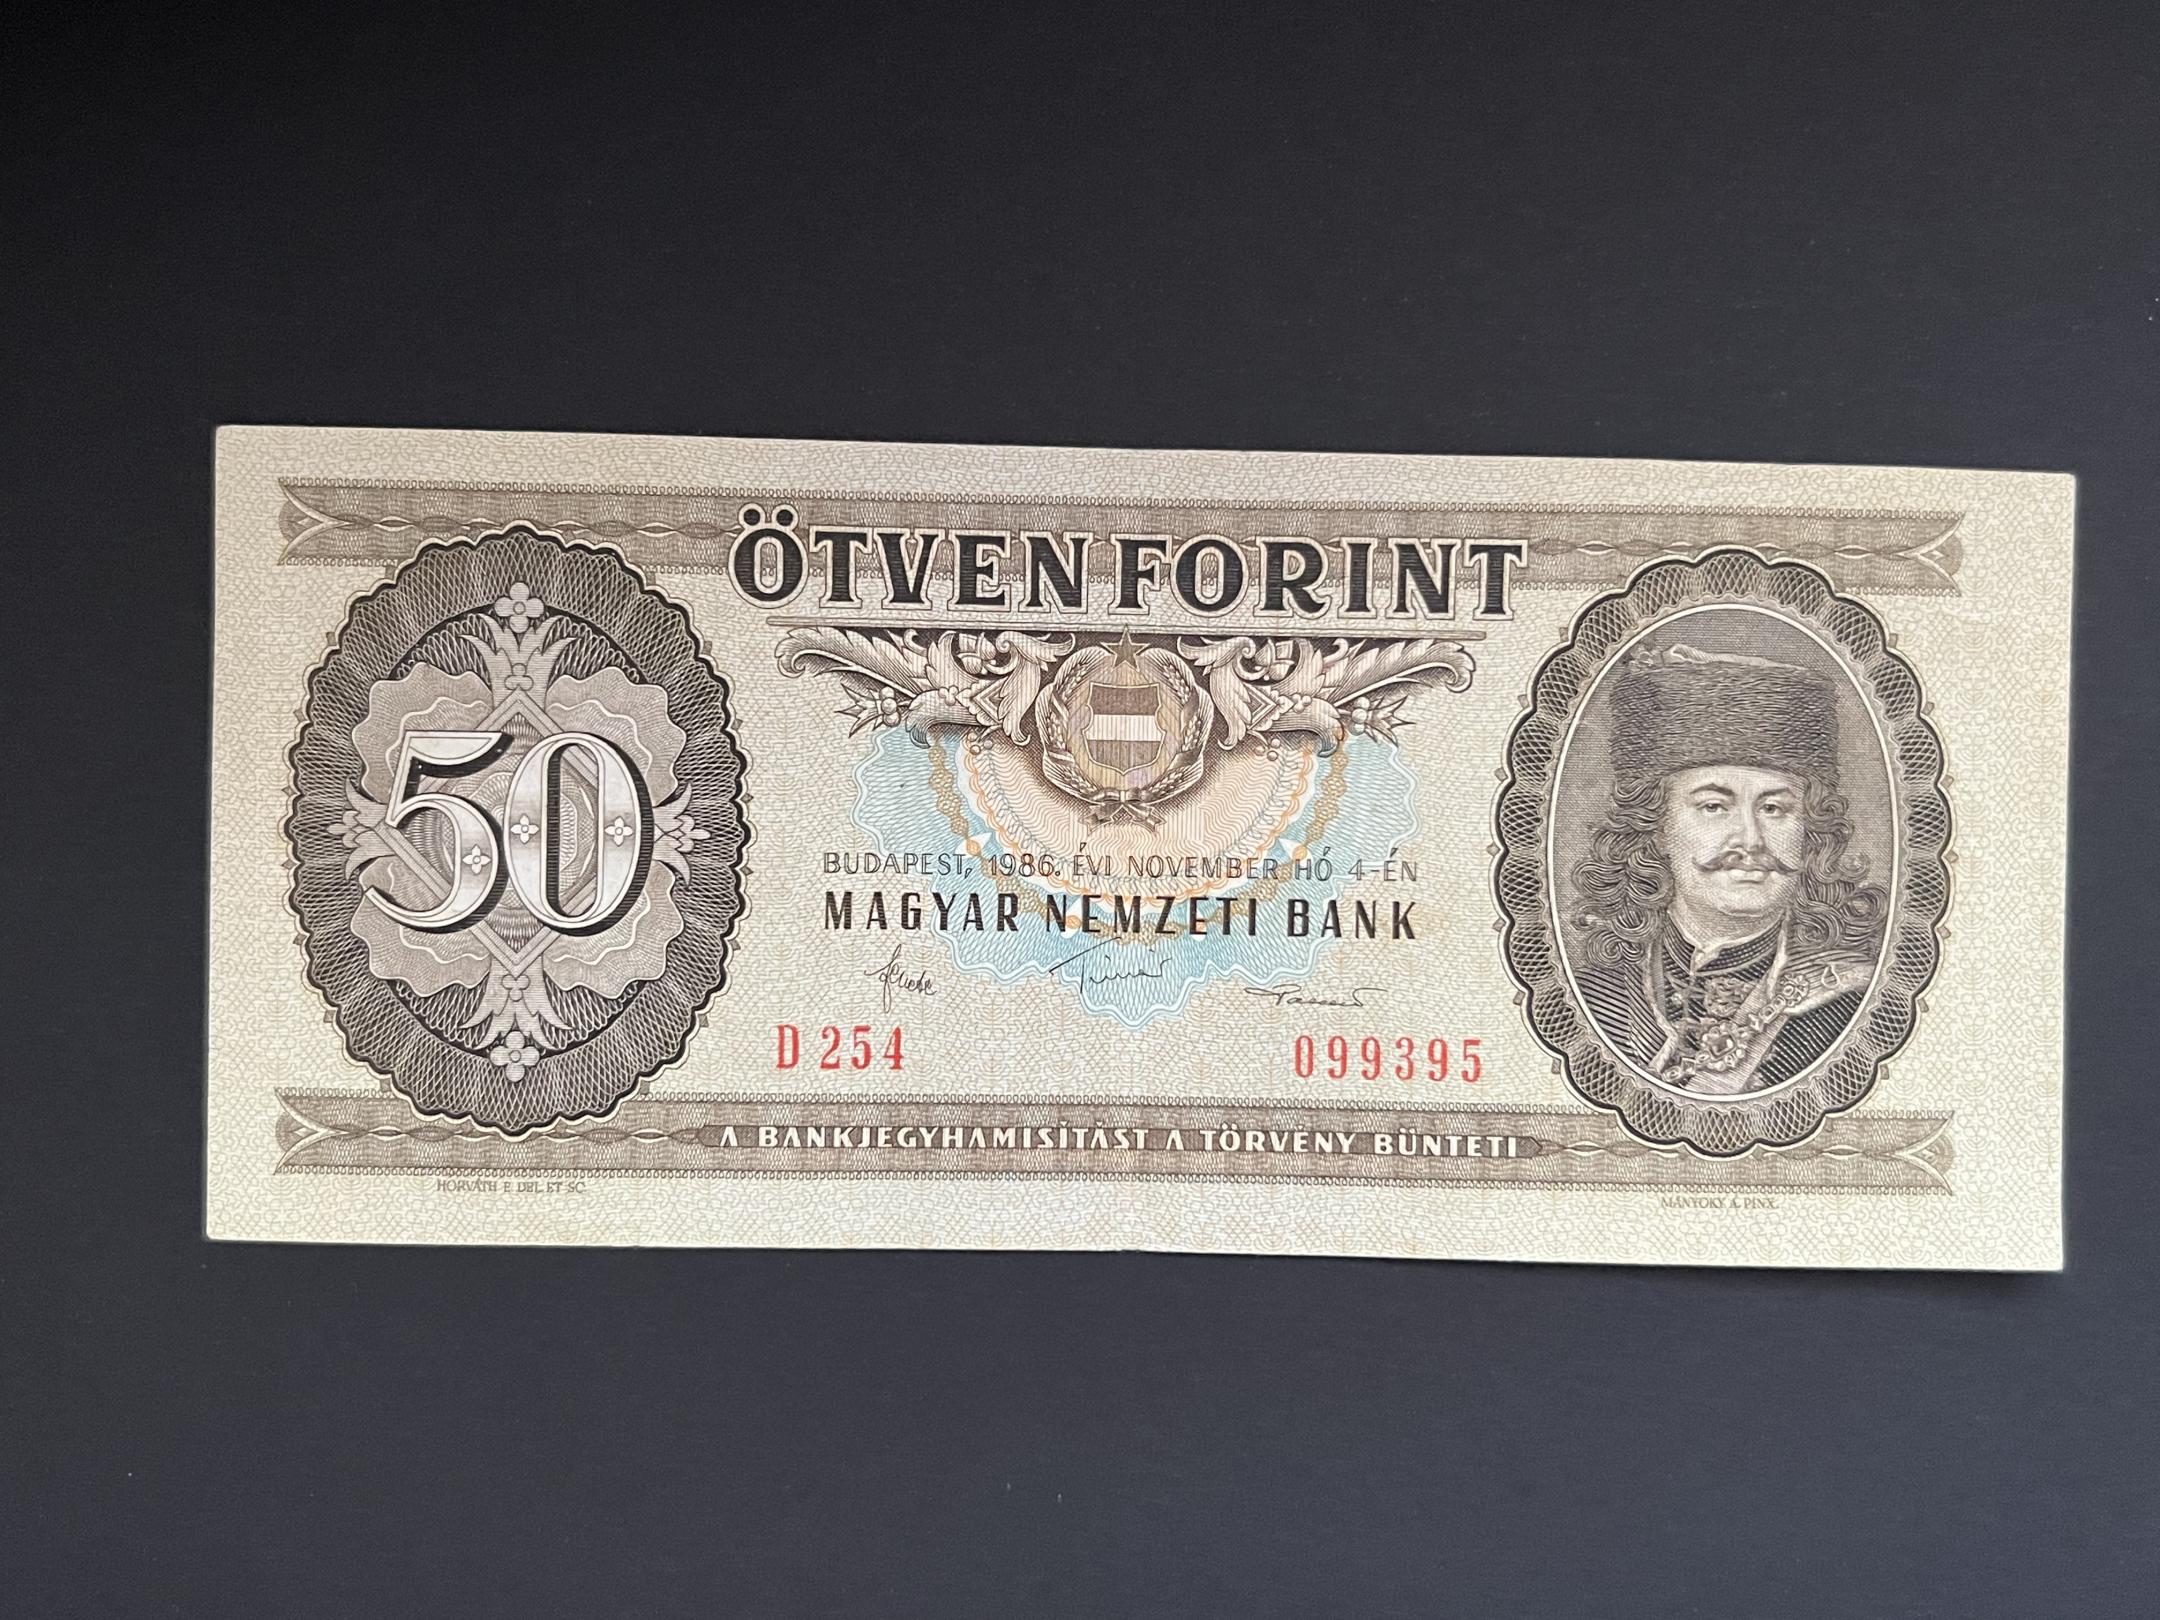 ÖTVEN FORINT
50
BUDAPEST, 1986. ÉVI NOVEMBER HÓ 4-ÉN
MAGYAR NEMZETI BANK
D 254 099395
A BANKJEGYHAMISÍTÁST A TÖRVÉNY BÜNTETI
HORVÁTH E. DEL. ET SC. MÁNYOKY Á. PINX.